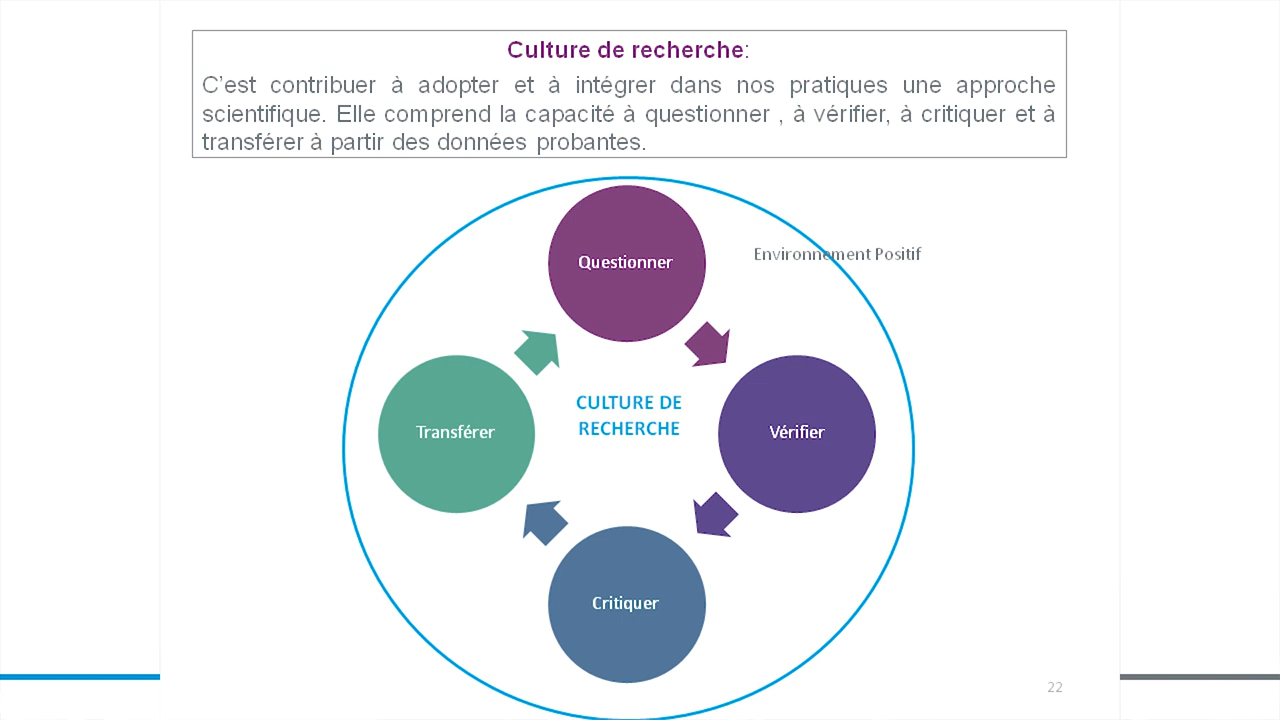 Culture de recherche:
C’est contribuer à adopter et à intégrer dans nos pratiques une approche
scientifique. Elle comprend la capacité à questionner , à vérifier, à critiquer et à
transférer à partir des données probantes.
Questionner
Environnement Positif
CULTURE DE
RECHERCHE
Transférer
Vérifier
Critiquer
22